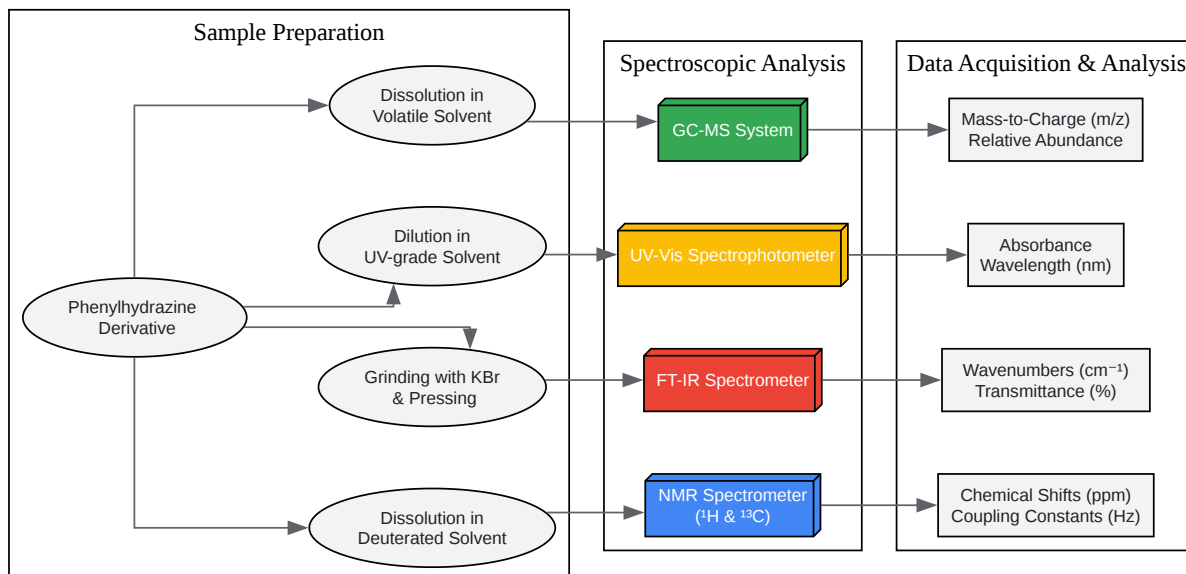 Sample Preparation
Spectroscopic Analysis
Data Acquisition & Analysis
Dissolution in
Volatile Solvent
GC-MS System
Mass-to-Charge (m/z)
Relative Abundance
Dilution in
UV-grade Solvent
UV-Vis Spectrophotometer
Absorbance
Wavelength (nm)
Phenylhydrazine
Derivative
Grinding with KBr
& Pressing
FT-IR Spectrometer
Wavenumbers (cm⁻¹)
Transmittance (%)
Dissolution in
Deuterated Solvent
NMR Spectrometer
(¹H & ¹³C)
Chemical Shifts (ppm)
Coupling Constants (Hz)